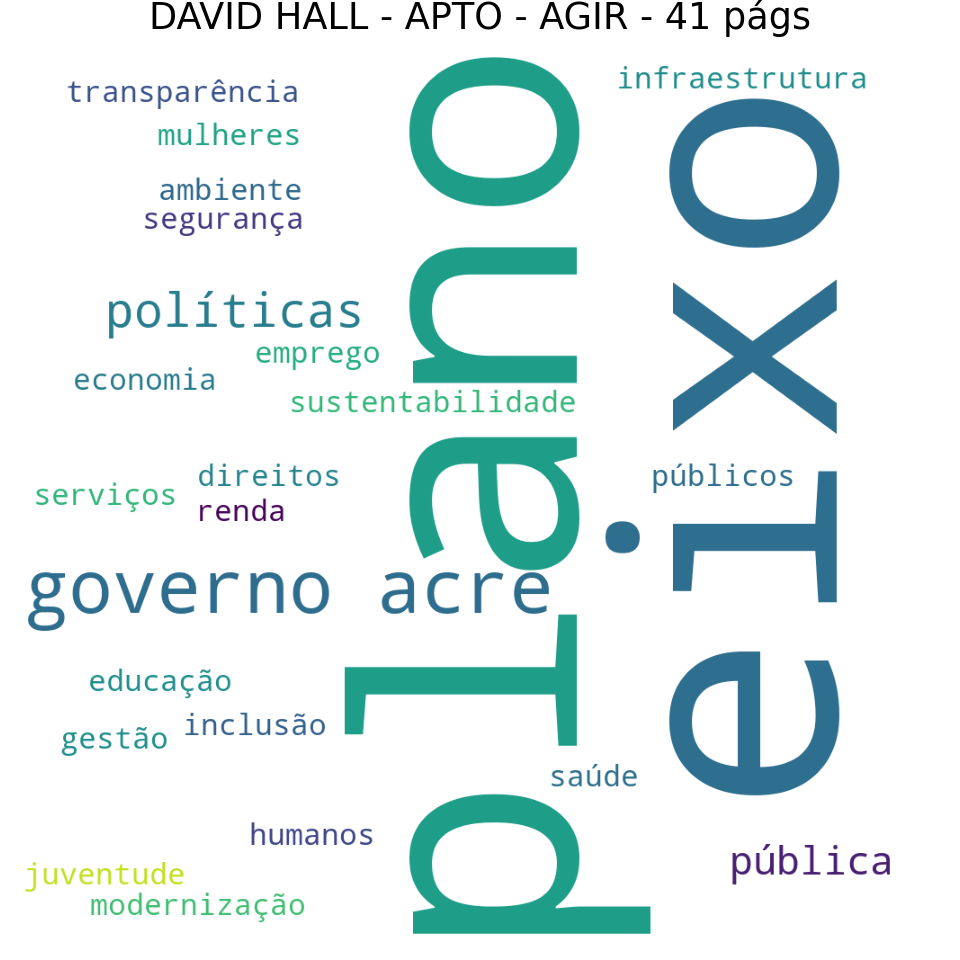 DAVID HALL - APTO - AGIR - 41 págs
plano
eixo
infraestrutura
transparência
mulheres
ambiente
segurança
políticas
emprego
economia
sustentabilidade
direitos
públicos
serviços
renda
governo acre
educação
inclusão
gestão
saúde
humanos
pública
juventude
modernização